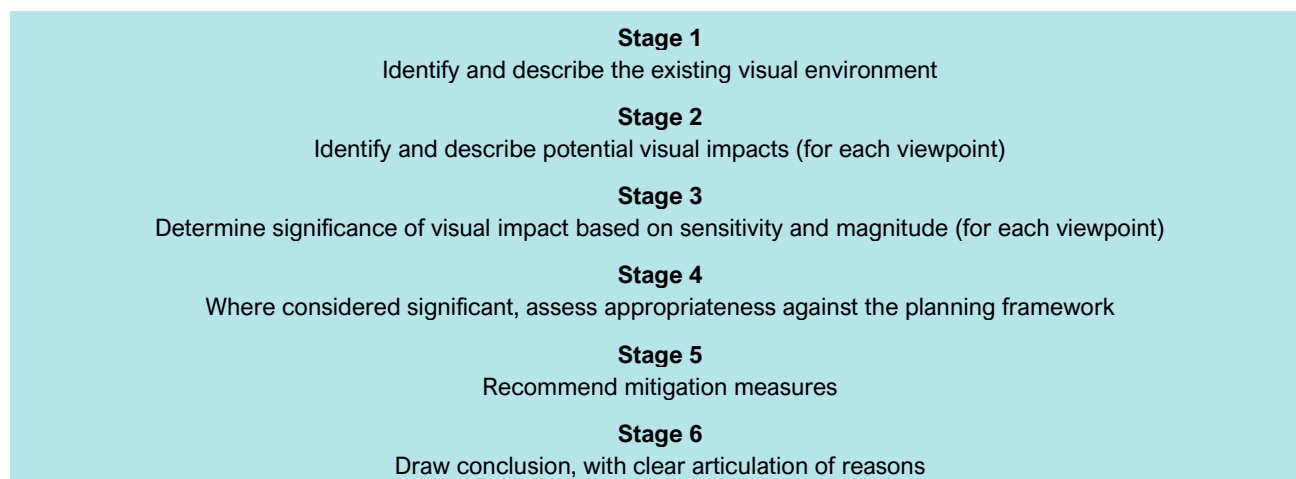 Stage 1
Identify and describe the existing visual environment
Stage 2
Identify and describe potential visual impacts (for each viewpoint)
Stage 3
Determine significance of visual impact based on sensitivity and magnitude (for each viewpoint)
Stage 4
Where considered significant, assess appropriateness against the planning framework
Stage 5
Recommend mitigation measures
Stage 6
Draw conclusion, with clear articulation of reasons